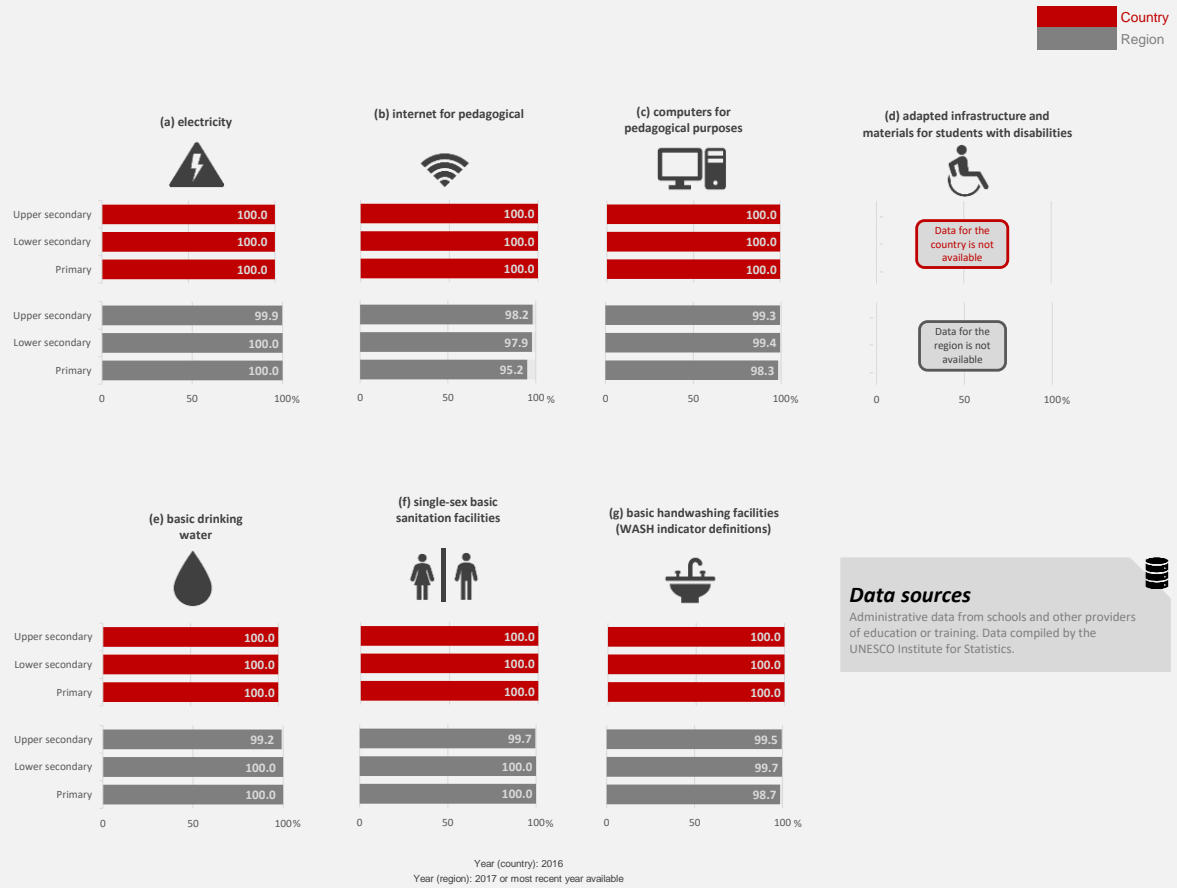 Country
Region
(a) electricity
(b) internet for pedagogical
(c) computers for
pedagogical purposes
(d) adapted infrastructure and
materials for students with disabilities
Upper secondary
Lower secondary
Primary
100.0
100.0
100.0
100.0
100.0
100.0
100.0
100.0
100.0
Data for the
country is not
available
Upper secondary
Lower secondary
Primary
99.9
100.0
100.0
98.2
97.9
95.2
99.3
99.4
98.3
Data for the
region is not
available
0 50 100%
0 50 100 %
0 50 100%
0 50 100%
(e) basic drinking
water
(f) single-sex basic
sanitation facilities
(g) basic handwashing facilities
(WASH indicator definitions)
Upper secondary
Lower secondary
Primary
100.0
100.0
100.0
100.0
100.0
100.0
100.0
100.0
100.0
Upper secondary
Lower secondary
Primary
99.2
100.0
100.0
99.7
100.0
100.0
99.5
99.7
98.7
0 50 100%
0 50 100%
0 50 100 %
Data sources
Administrative data from schools and other providers
of education or training. Data compiled by the
UNESCO Institute for Statistics.
Year (country): 2016
Year (region): 2017 or most recent year available